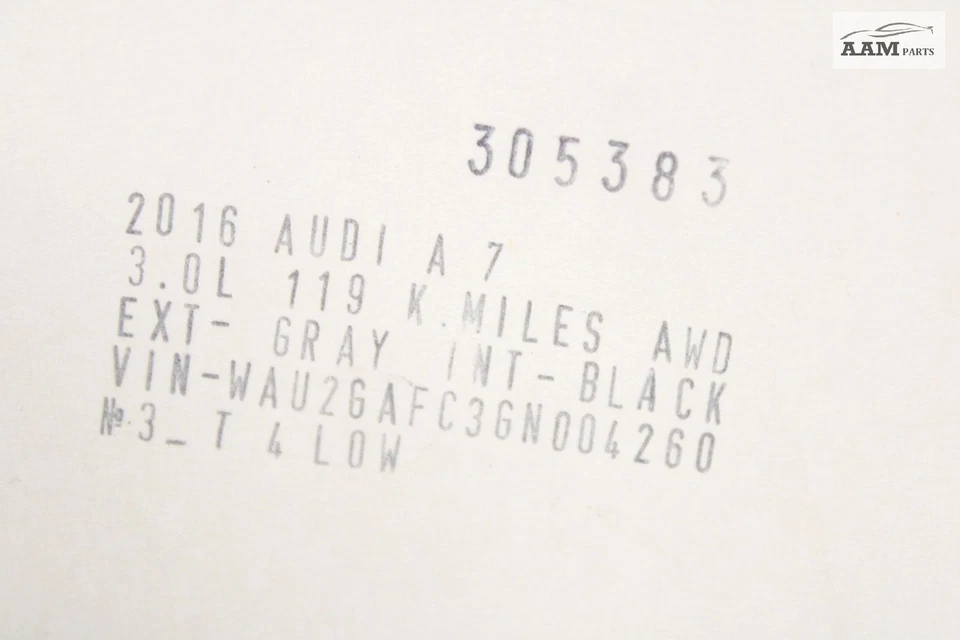 AAM PARTS
305383
2016 AUDI A 7
3.0L 119 K.MILES AWD
EXT- GRAY INT-BLACK
VIN-WAU2GAFC3GN004260
№3_ T 4 LOW